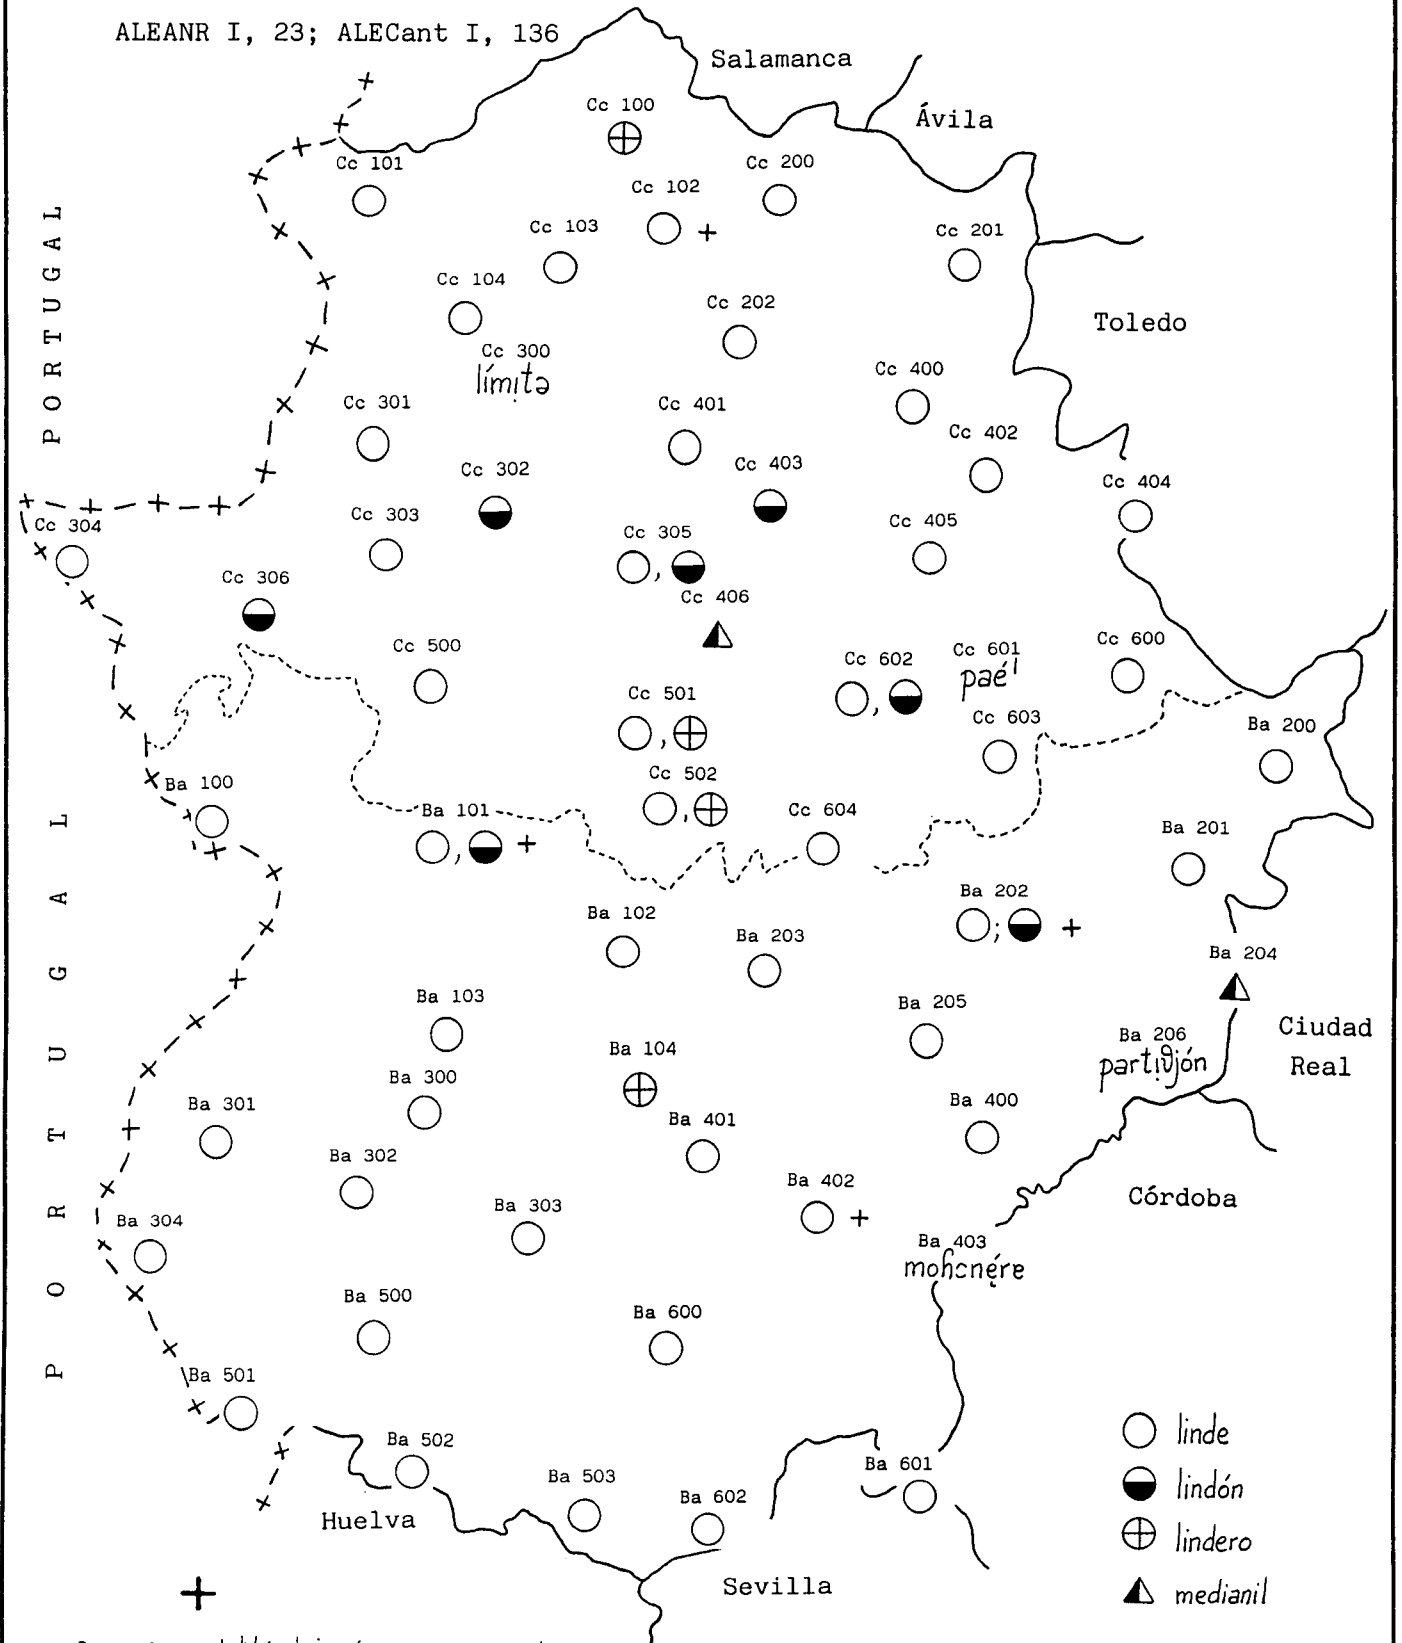 ALEANR I, 23; ALECant I, 136
Salamanca
Cc 100
Ávila
Cc 101
Cc 200
Cc 102
PORTUGAL
Cc 103
Cc 201
Cc 104
Cc 202
Toledo
Cc 300
límitə
Cc 400
Cc 301
Cc 401
Cc 402
Cc 403
Cc 302
Cc 404
Cc 303
Cc 405
Cc 304
Cc 305
,
Cc 306
Cc 406
Cc 600
Cc 500
Cc 601
Cc 602
,
Cc 501
,
Cc 603
Ba 200
Cc 502
,
Ba 100
Ba 101
, +
Cc 604
Ba 201
PORTUGAL
Ba 202
; +
Ba 102
Ba 203
Ba 204
Ba 103
Ba 205
Ciudad
Real
Ba 206
Ba 104
Ba 300
Ba 400
Ba 301
Ba 401
Ba 302
Ba 402
+
Córdoba
Ba 303
Ba 304
Ba 403
Ba 500
Ba 600
Ba 501
linde
Ba 502
Ba 601
Ba 503
lindón
Ba 602
Huelva
lindero
Sevilla
medianil
+